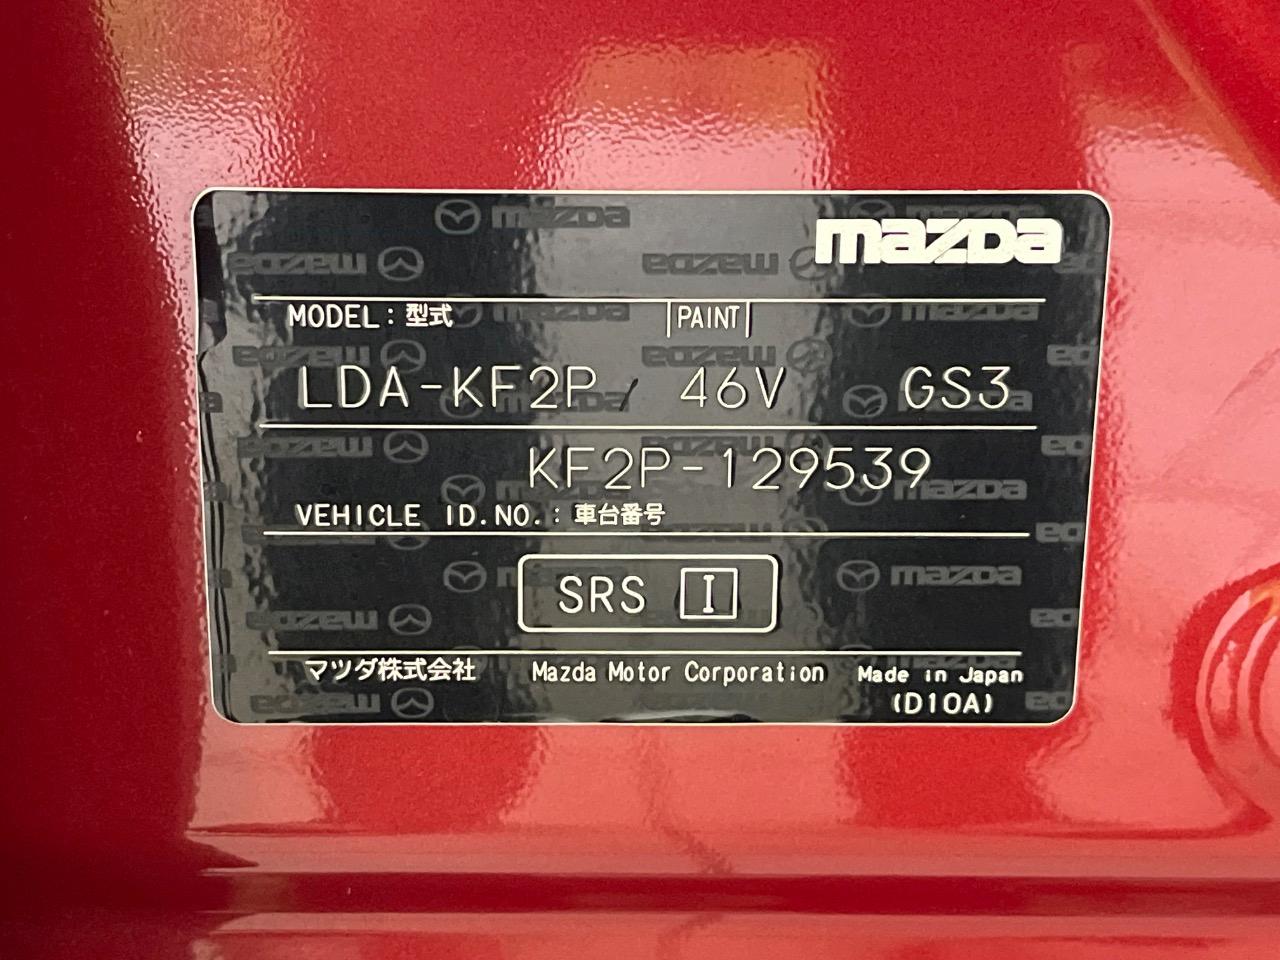 mazda
MODEL:型式 PAINT
LDA-KF2P 46V GS3
KF2P-129539
VEHICLE ID.NO.:車台番号
SRS I
マツダ株式会社 Mazda Motor Corporation Made in Japan
(D10A)